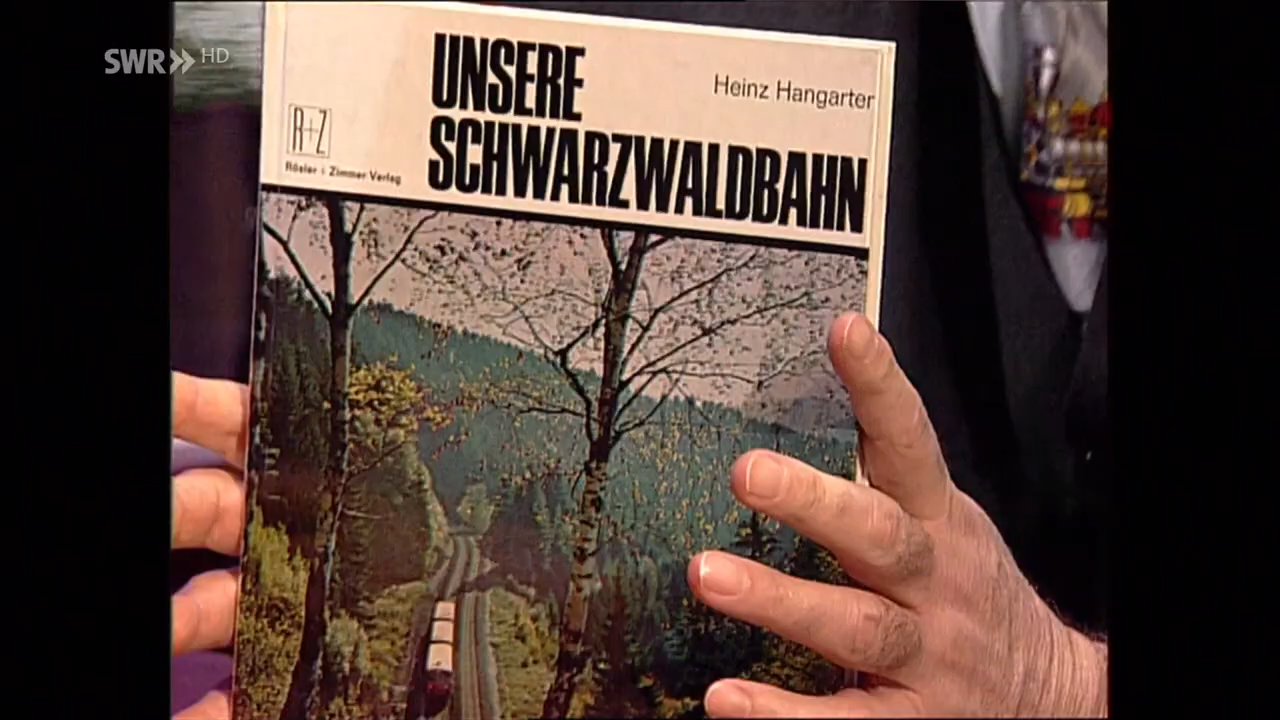 SWR HD
UNSERE
SCHWARZWALDBAHN
Heinz Hangarter
R+Z
Rösler + Zimmer Verlag